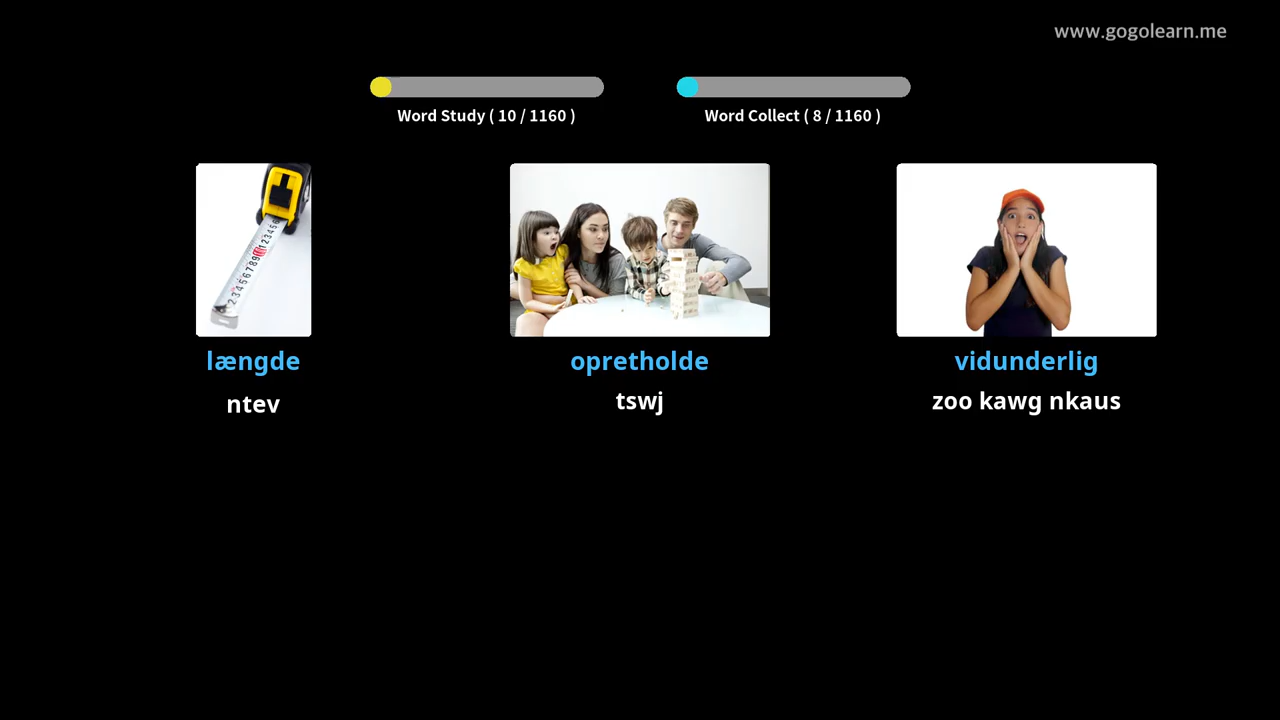 www.gogolearn.me
Word Study ( 10 / 1160 )
Word Collect ( 8 / 1160 )
længde
opretholde
vidunderlig
ntev
tswj
zoo kawg nkaus